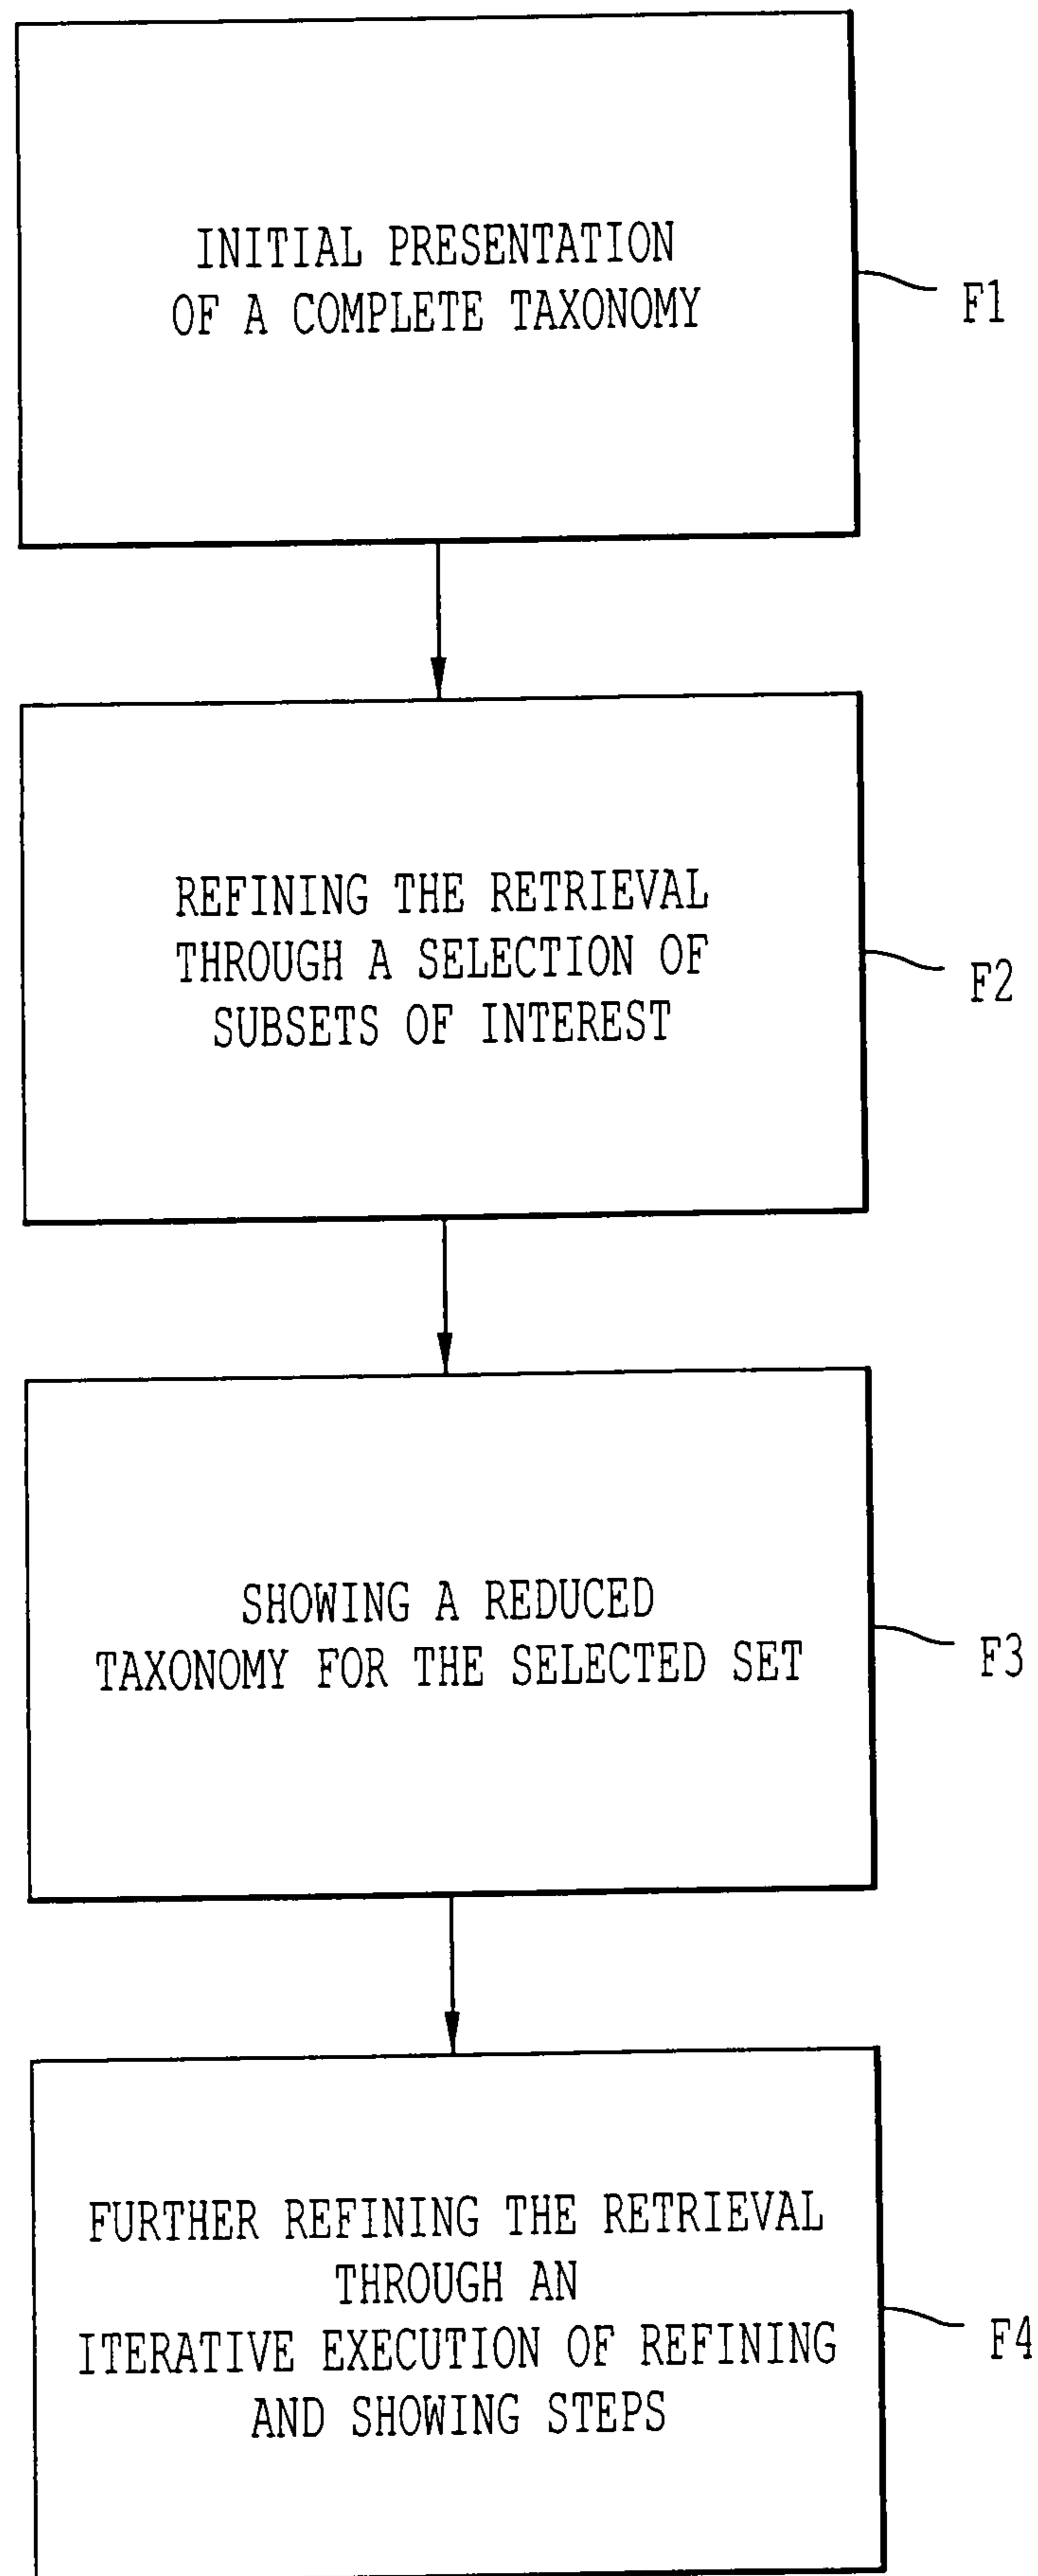 INITIAL PRESENTATION
OF A COMPLETE TAXONOMY
F1
REFINING THE RETRIEVAL
THROUGH A SELECTION OF
SUBSETS OF INTEREST
F2
SHOWING A REDUCED
TAXONOMY FOR THE SELECTED SET
F3
FURTHER REFINING THE RETRIEVAL
THROUGH AN
ITERATIVE EXECUTION OF REFINING
AND SHOWING STEPS
F4